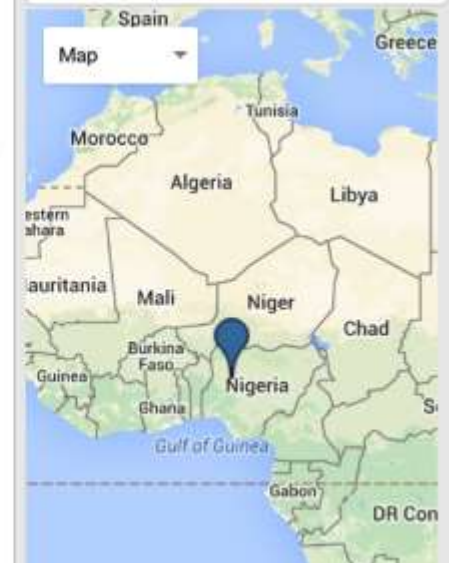 Spain
Map
Greece
Tunisia
Morocco
Algeria
Libya
estern
ahara
lauritania
Mali
Niger
Chad
Burkina
Faso
Guinea
Nigeria
Ghana
S
Gulf of Guinea
Gabon
DR Con